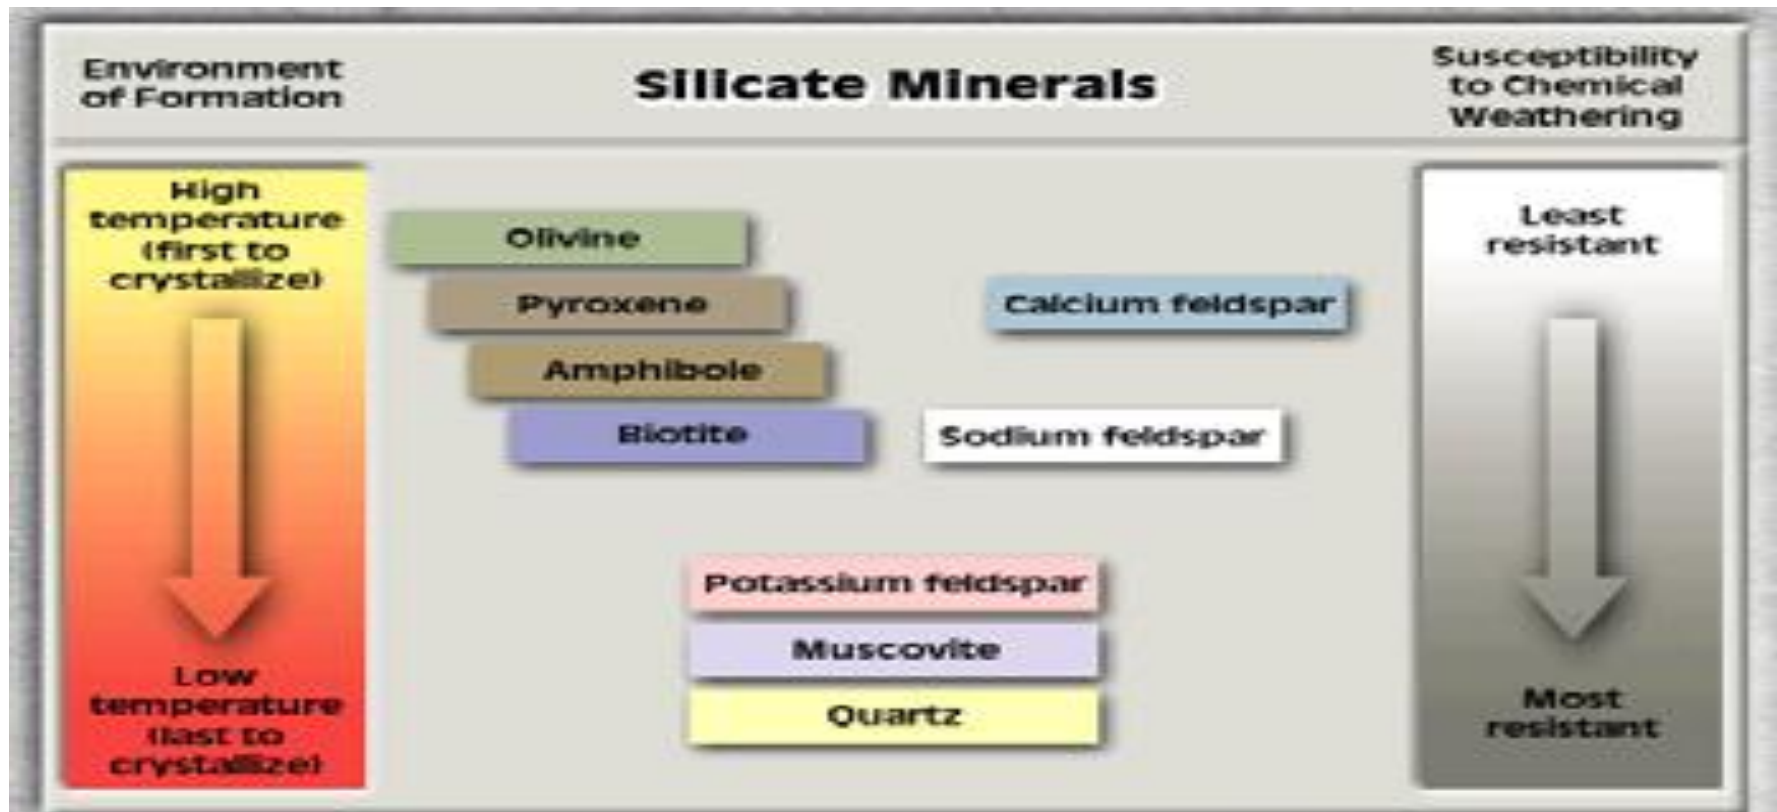 Environment
of Formation
Silicate Minerals
Susceptibility
to Chemical
Weathering
High
temperature
(first to
crystallize)
Low
temperature
(last to
crystallize)
Olivine
Pyroxene
Amphibole
Biotite
Calcium feldspar
Sodium feldspar
Potassium feldspar
Muscovite
Quartz
Least
resistant
Most
resistant